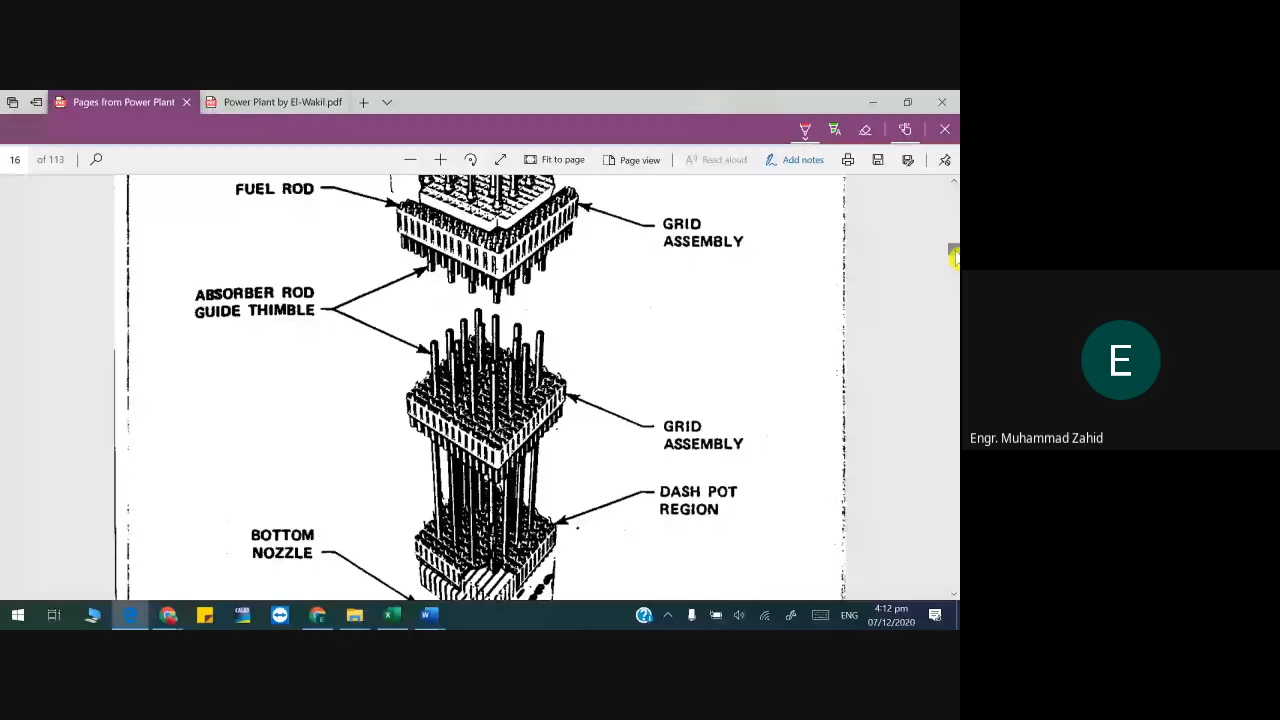 Pages from Power Plant
Power Plant by El-Wakil.pdf
16 of 113
Fit to page
Page view
Read aloud
Add notes
FUEL ROD
GRID
ASSEMBLY
ABSORBER ROD
GUIDE THIMBLE
GRID
ASSEMBLY
DASH POT
REGION
BOTTOM
NOZZLE
E
Engr. Muhammad Zahid
ENG
4:12 pm
07/12/2020